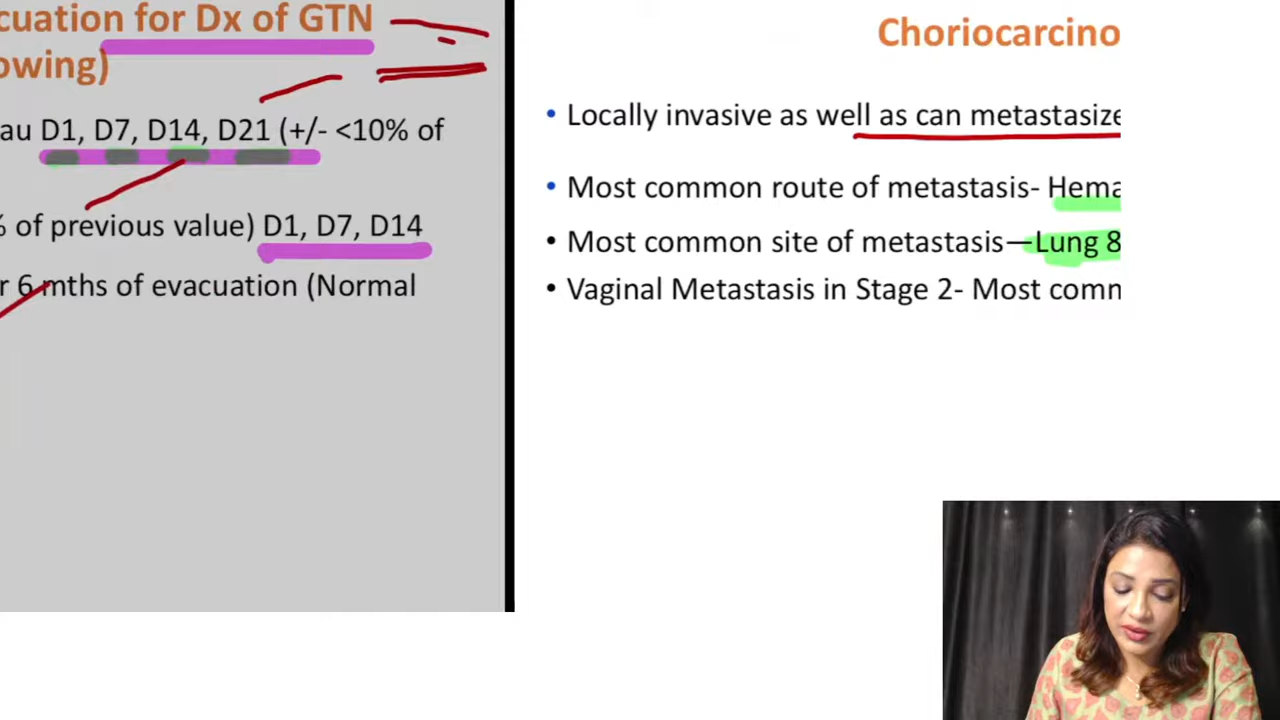 cuation for Dx of GTN
owing)
au D1, D7, D14, D21 (+/- <10% of
% of previous value) D1, D7, D14
r 6 mths of evacuation (Normal
Choriocarcino
• Locally invasive as well as can metastasize
• Most common route of metastasis- Hema
• Most common site of metastasis—Lung 8
• Vaginal Metastasis in Stage 2- Most comm